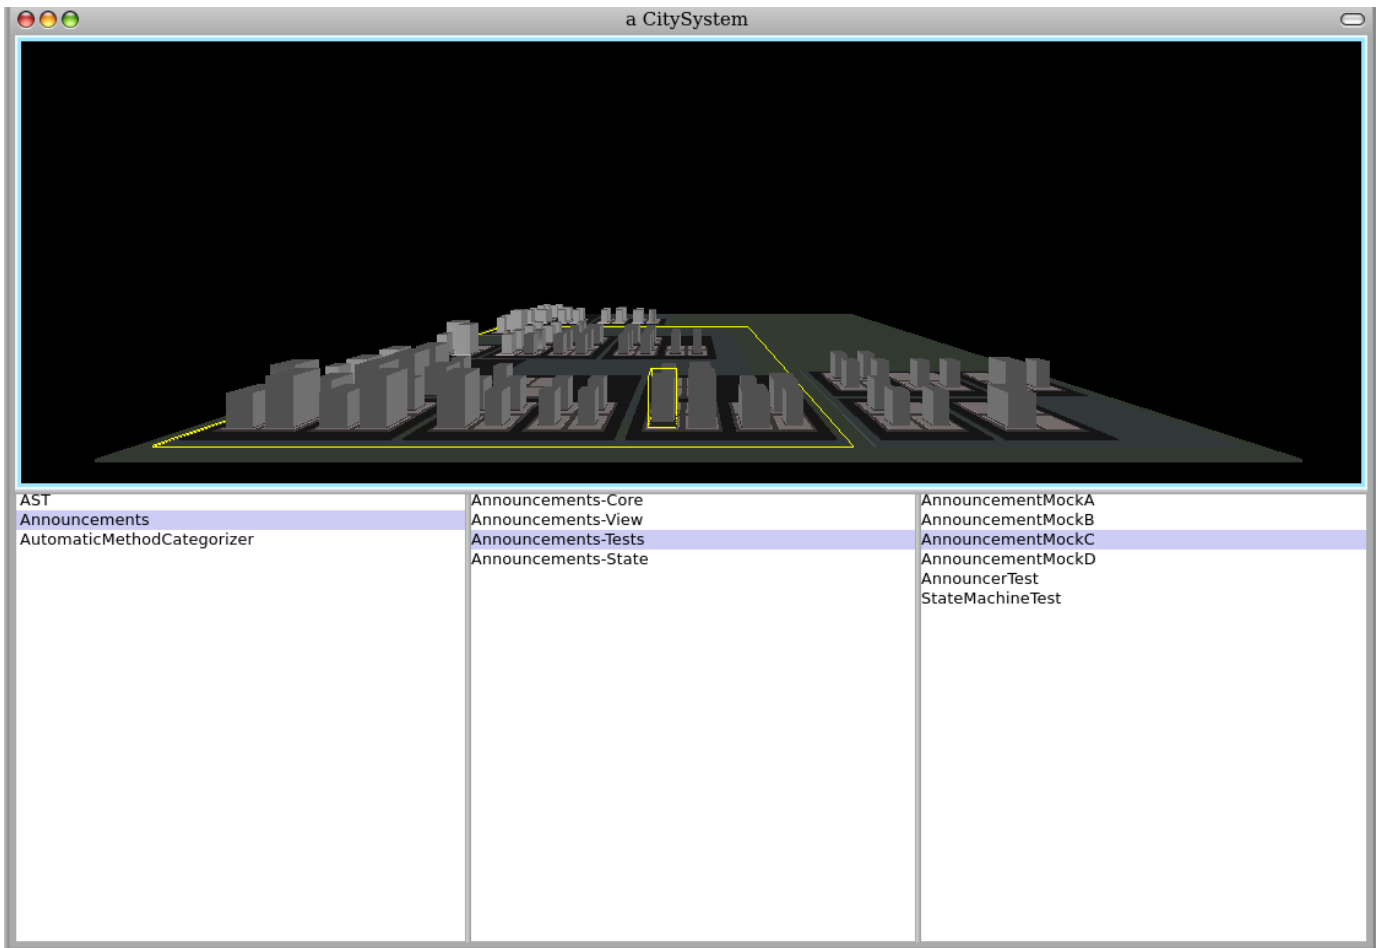 a CitySystem
AST
Announcements
AutomaticMethodCategorizer
Announcements-Core
Announcements-View
Announcements-Tests
Announcements-State
AnnouncementMockA
AnnouncementMockB
AnnouncementMockC
AnnouncementMockD
AnnouncerTest
StateMachineTest